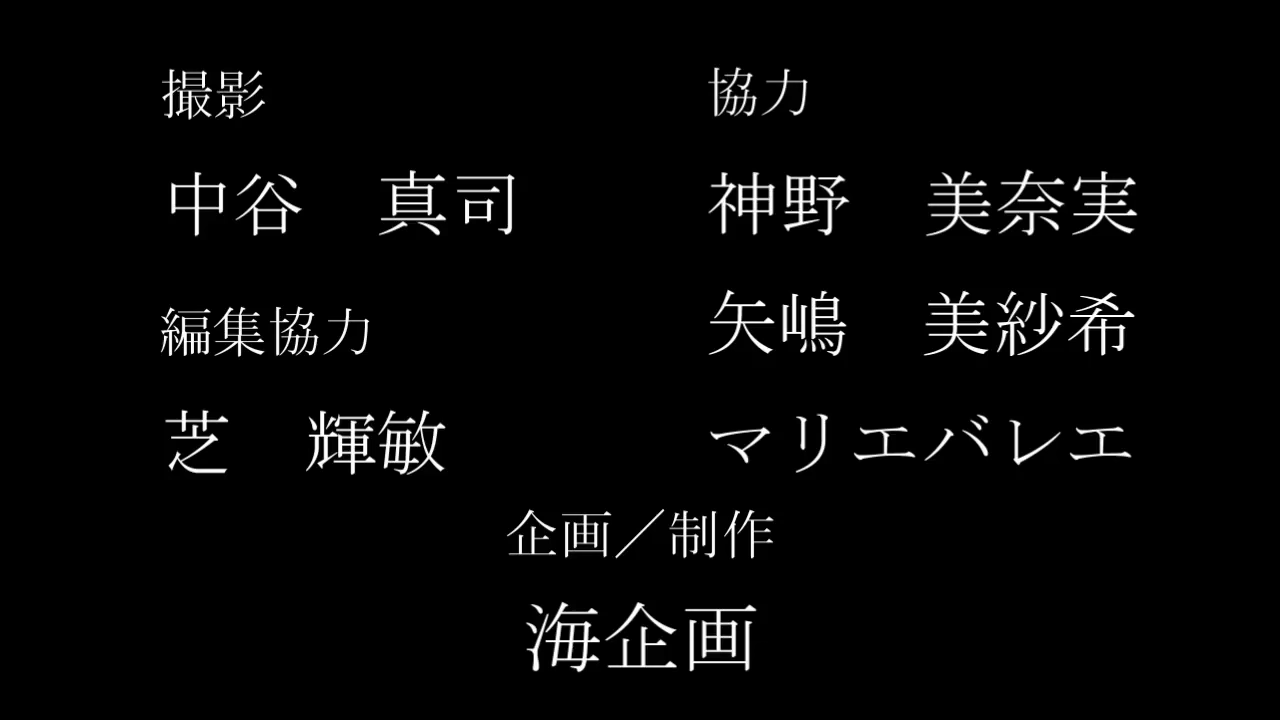 撮影
中谷　真司
編集協力
芝　輝敏
協力
神野　美奈実
矢嶋　美紗希
マリエバレエ
企画／制作
海企画